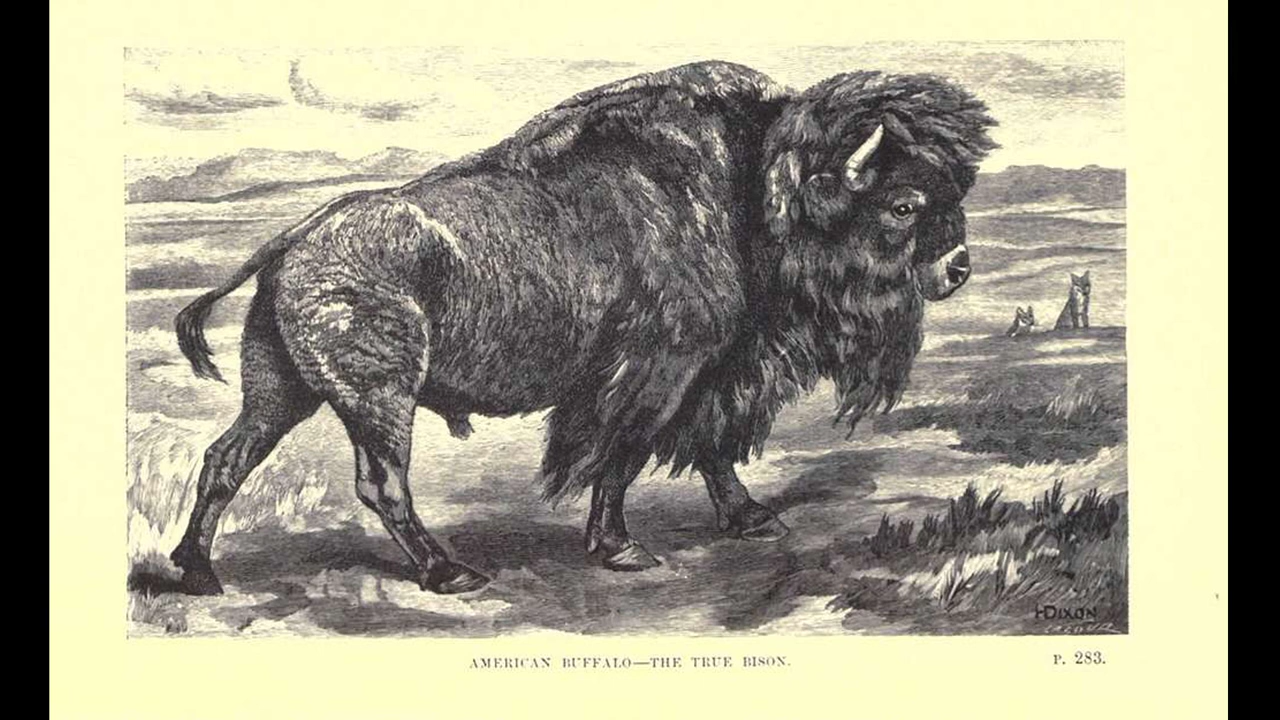 H DIXON
AMERICAN BUFFALO—THE TRUE BISON.
P. 283.